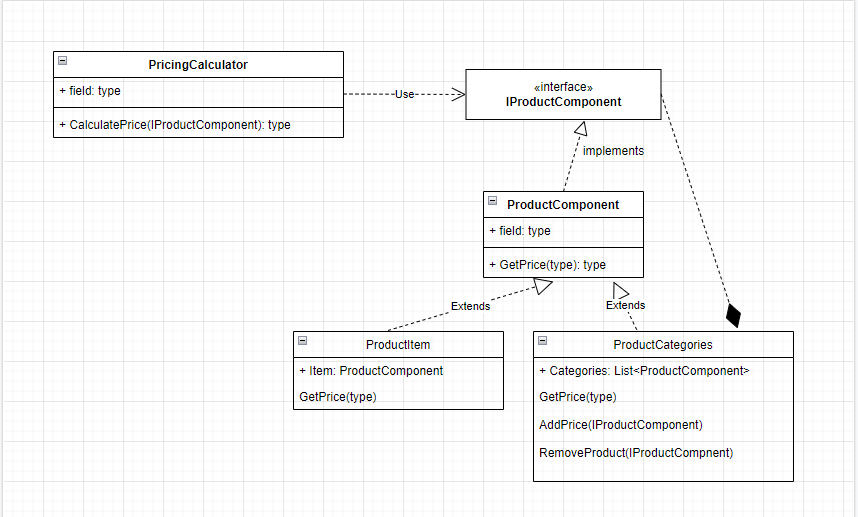 PricingCalculator
+ field: type
+ CalculatePrice(IProductComponent): type
Use
«interface»
IProductComponent
implements
ProductComponent
+ field: type
+ GetPrice(type): type
Extends
Extends
ProductItem
+ Item: ProductComponent
GetPrice(type)
ProductCategories
+ Categories: List<ProductComponent>
GetPrice(type)
AddPrice(IProductComponent)
RemoveProduct(IProductCompnent)